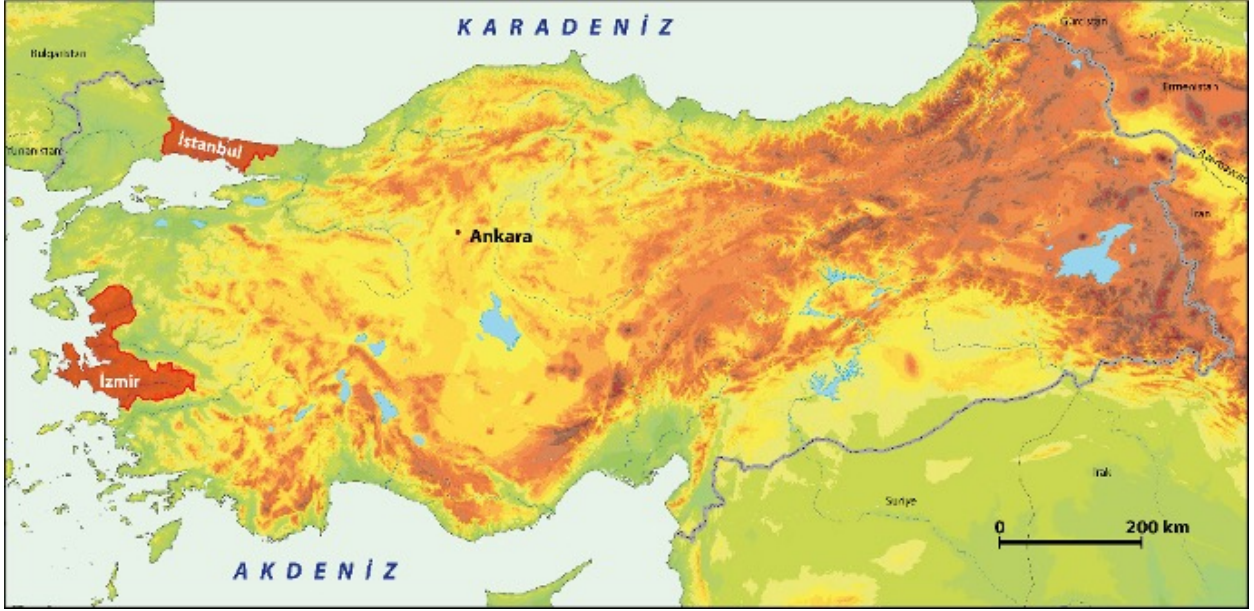 KARADENİZ
Gürcistan
Bulgaristan
Ermenistan
İstanbul
Yunanistan
Azerbaycan
İran
Ankara
İzmir
Irak
Suriye
0 200 km
AKDENİZ